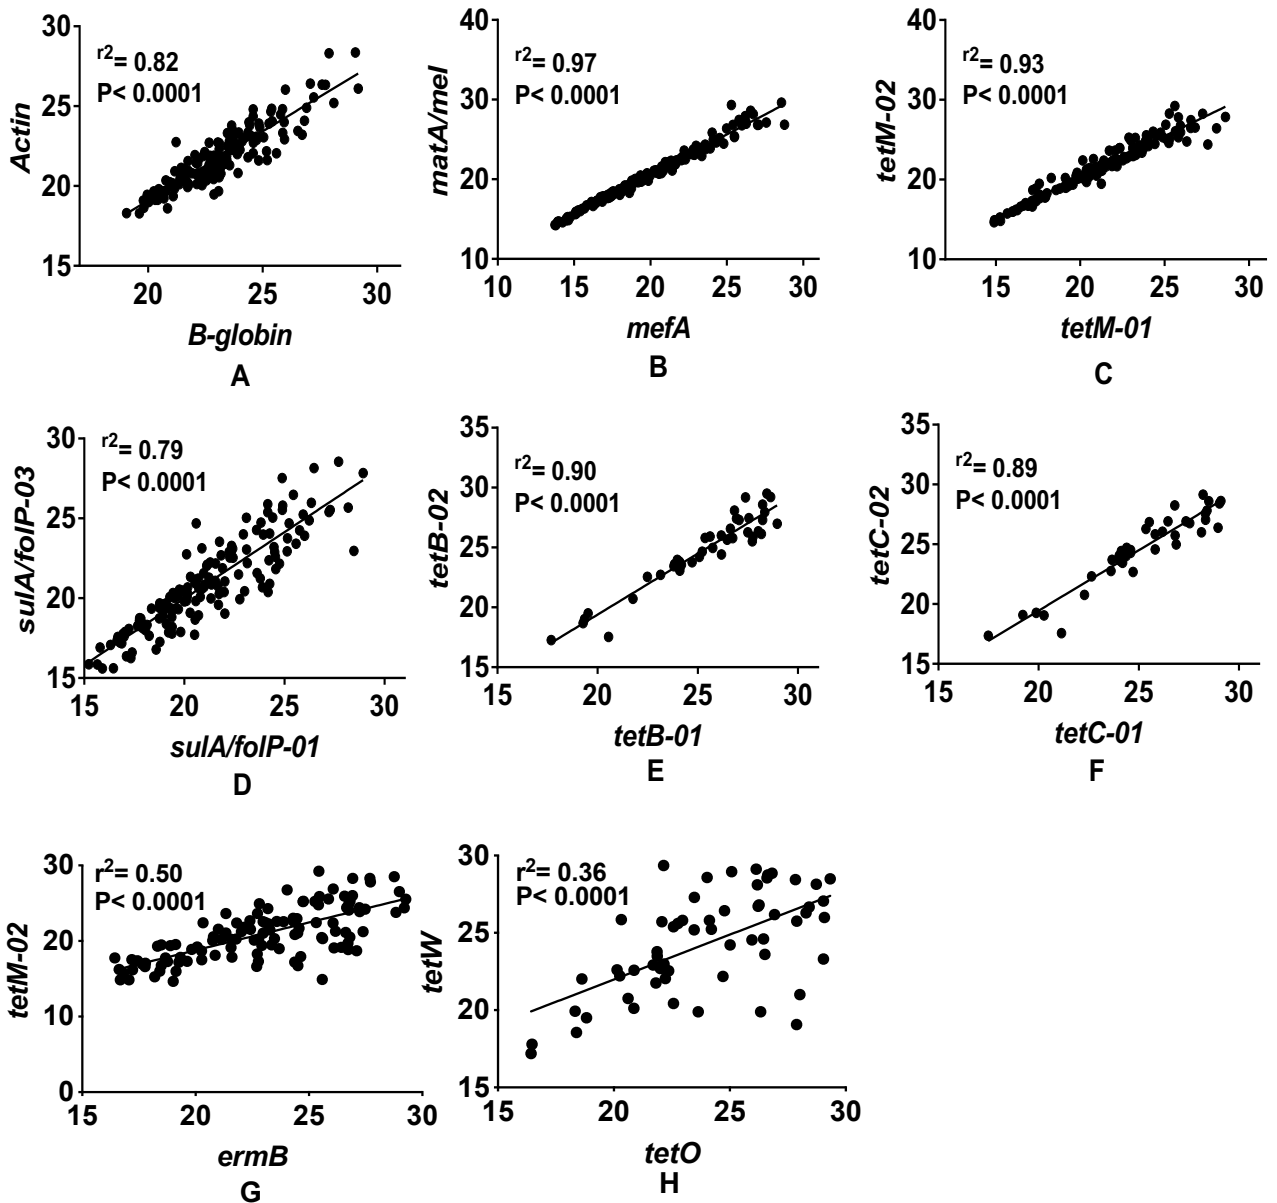 30
25
20
15
Actin
r2= 0.82
P< 0.0001
20
25
30
B-globin
A
40
30
20
10
matA/mel
r2= 0.97
P< 0.0001
10
15
20
25
30
mefA
B
40
30
20
10
tetM-02
r2= 0.93
P< 0.0001
15
20
25
30
tetM-01
C
30
25
20
15
sulA/folP-03
r2= 0.79
P< 0.0001
15
20
25
30
sulA/folP-01
D
35
30
25
20
15
tetB-02
r2= 0.90
P< 0.0001
15
20
25
30
tetB-01
E
35
30
25
20
15
tetC-02
r2= 0.89
P< 0.0001
15
20
25
30
tetC-01
F
30
20
10
0
tetM-02
r2= 0.50
P< 0.0001
15
20
25
30
ermB
G
30
25
20
15
tetW
r2= 0.36
P< 0.0001
15
20
25
30
tetO
H